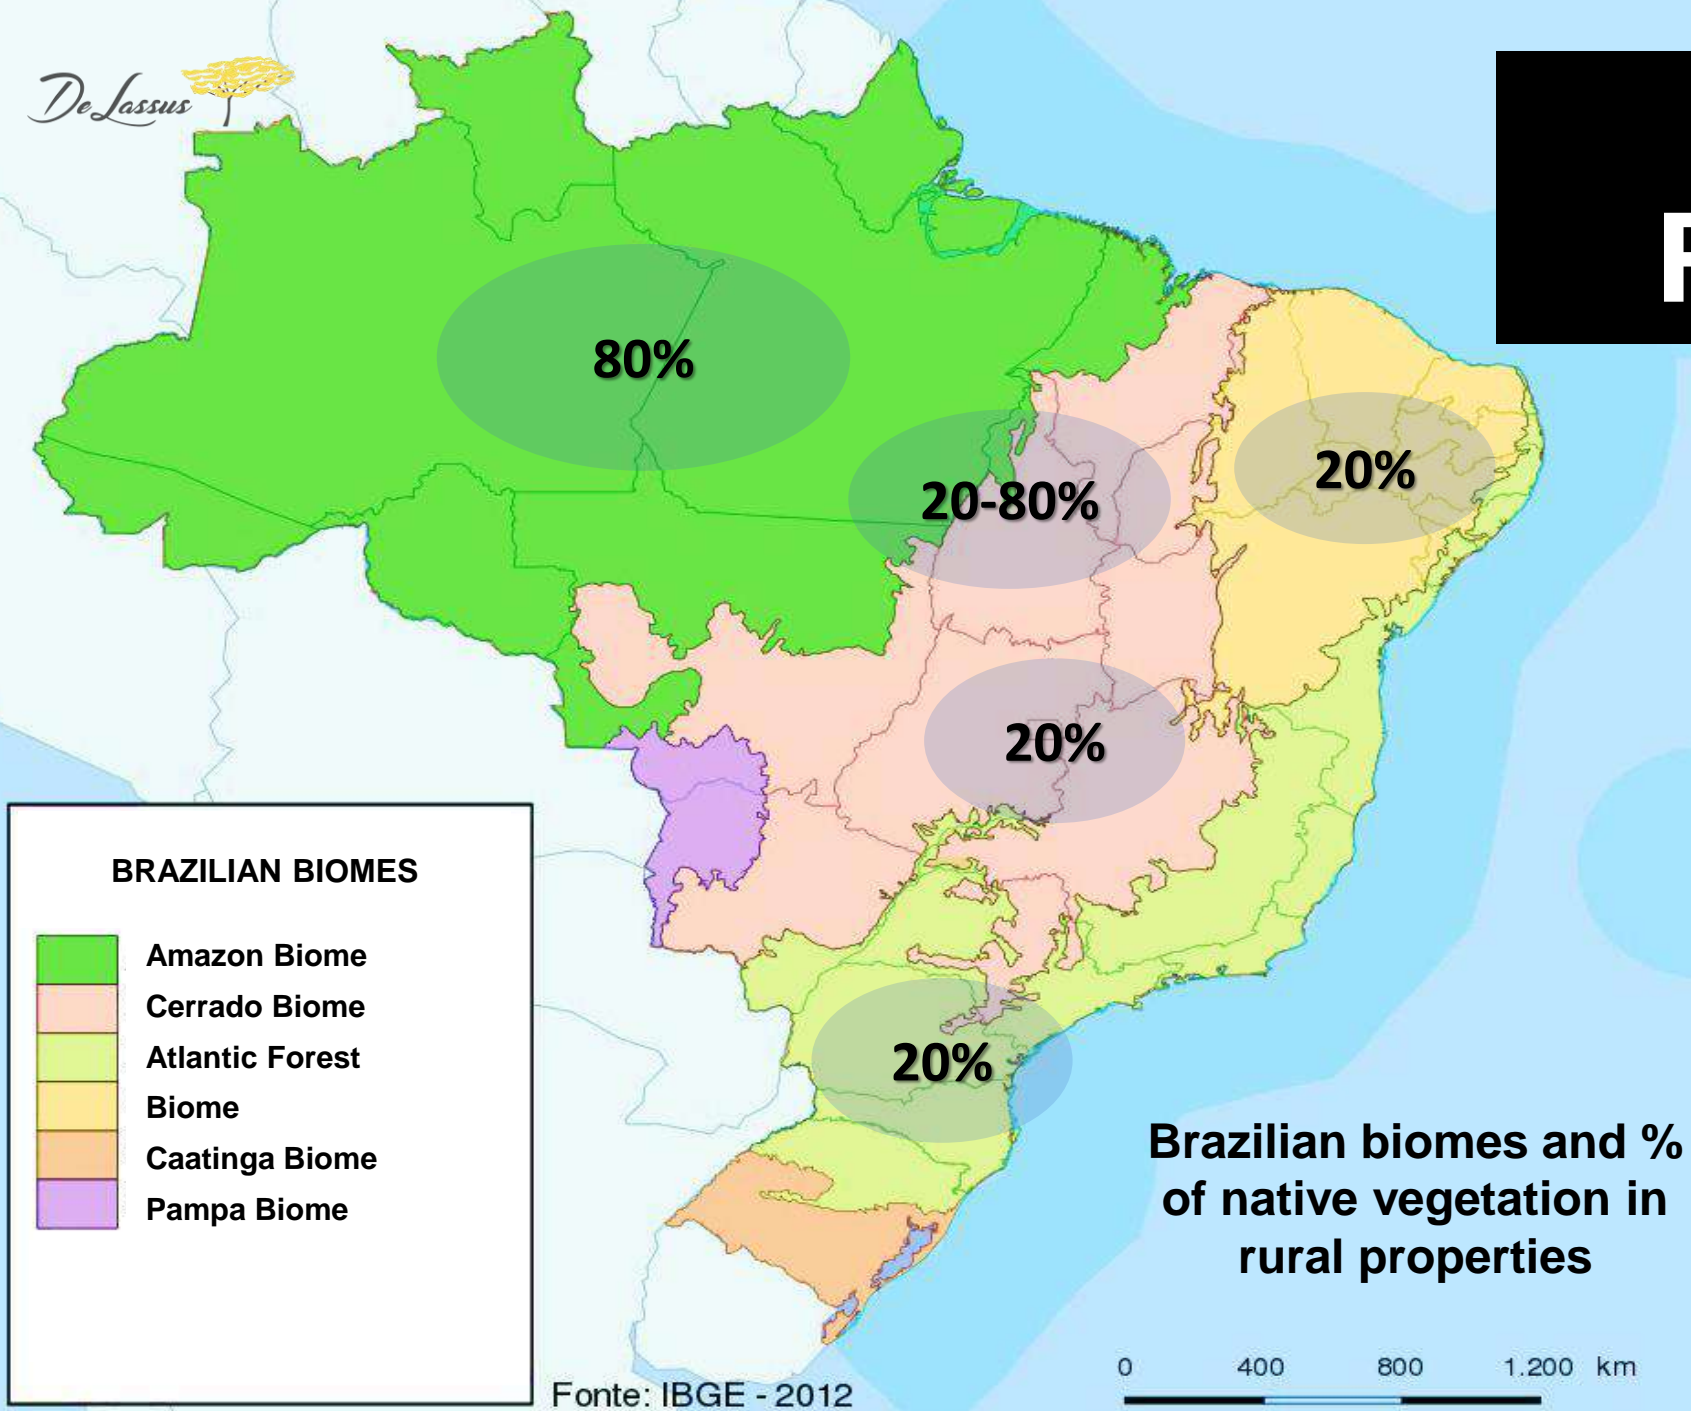 De Lassus
F
80%
20-80%
20%
20%
20%
BRAZILIAN BIOMES
Amazon Biome
Cerrado Biome
Atlantic Forest
Biome
Caatinga Biome
Pampa Biome
Brazilian biomes and %
of native vegetation in
rural properties
0 400 800 1.200 km
Fonte: IBGE - 2012